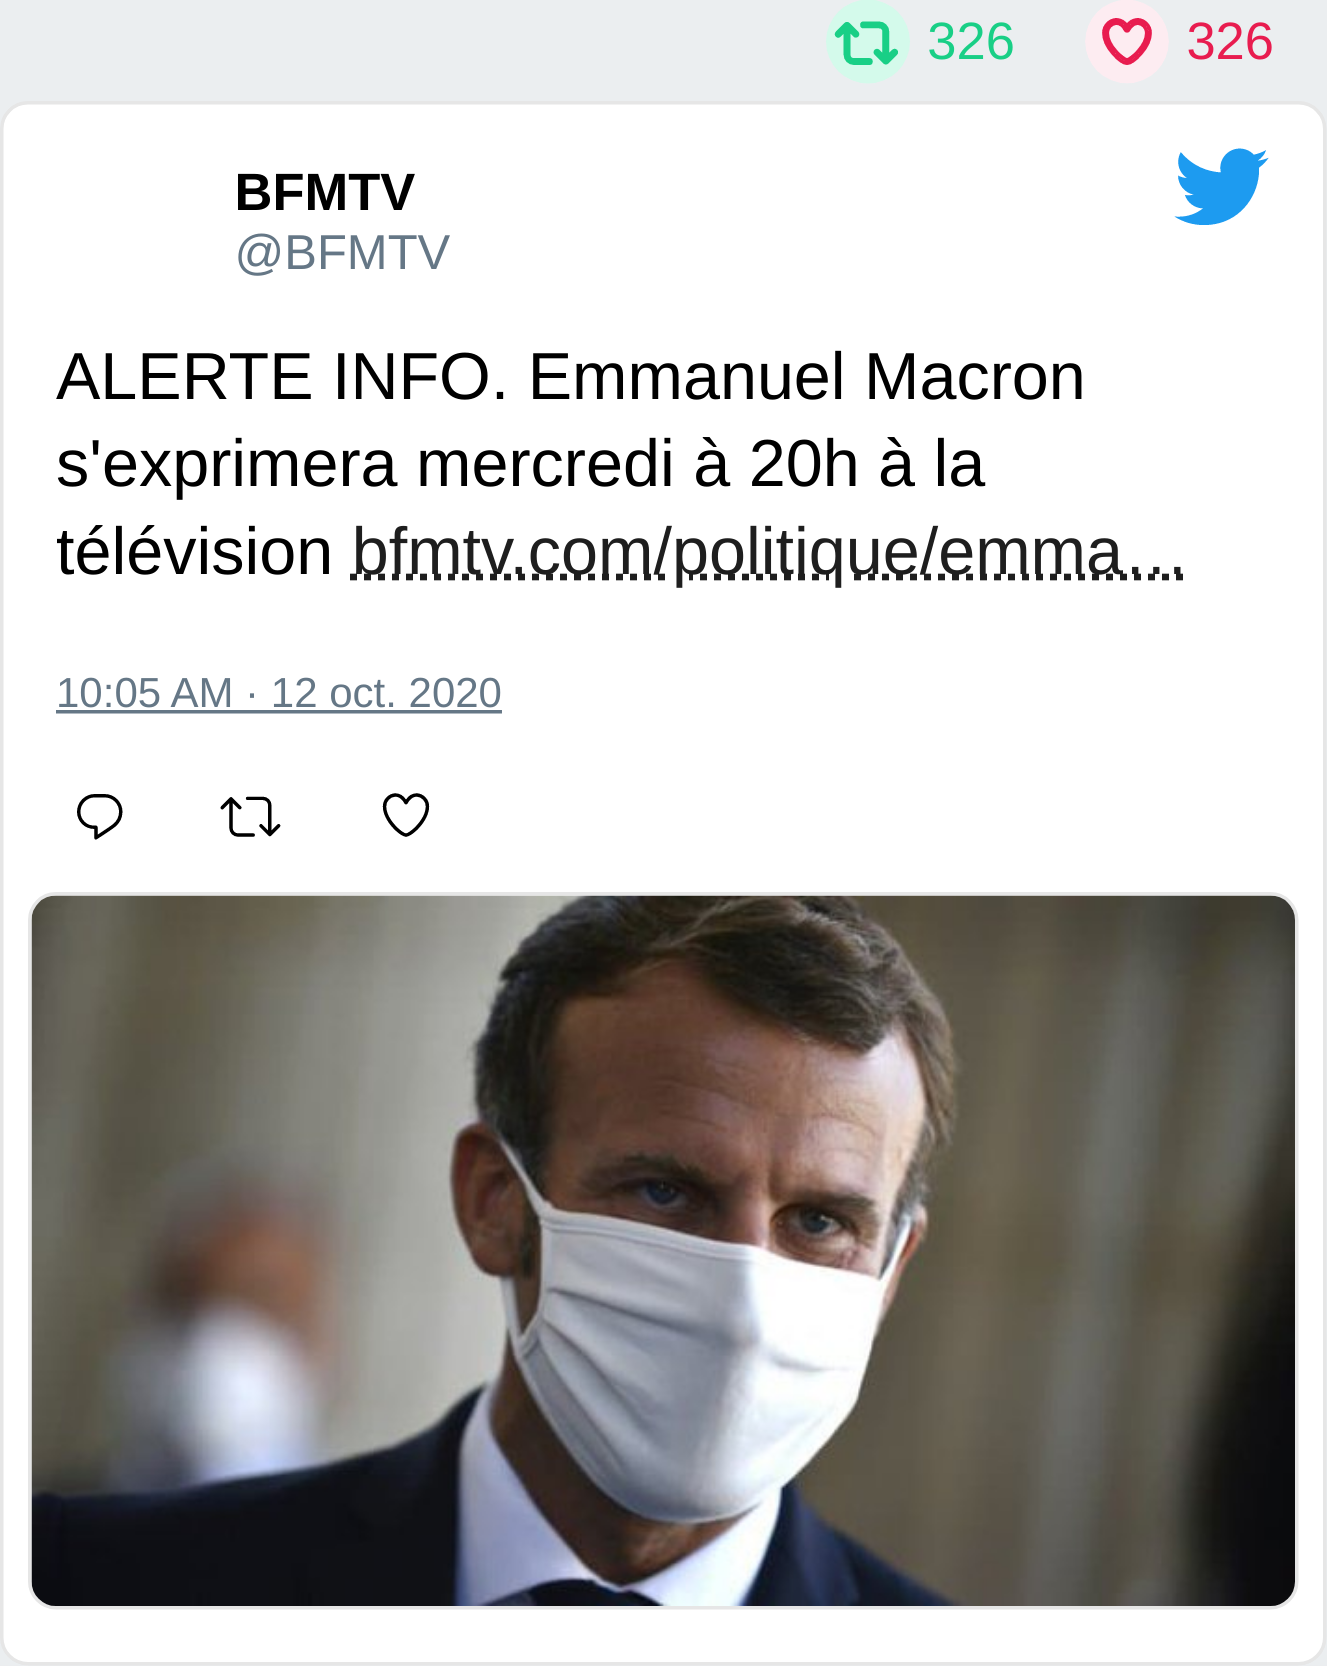 326 326
BFMTV
@BFMTV
ALERTE INFO. Emmanuel Macron
s'exprimera mercredi à 20h à la
télévision bfmtv.com/politique/emma...
10:05 AM · 12 oct. 2020